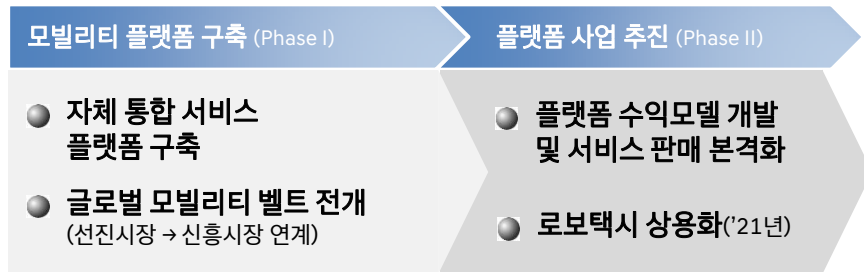 모빌리티 플랫폼 구축 (Phase I)
자체 통합 서비스
플랫폼 구축
글로벌 모빌리티 벨트 전개
(선진시장 → 신흥시장 연계)
플랫폼 사업 추진 (Phase II)
플랫폼 수익모델 개발
및 서비스 판매 본격화
로보택시 상용화('21년)